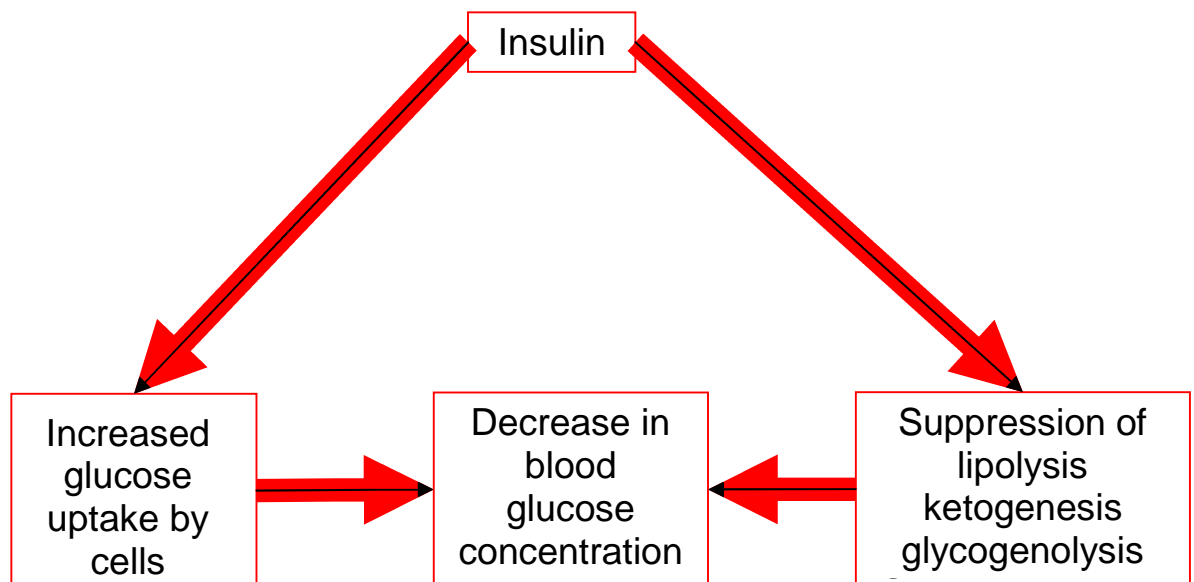 Insulin
Increased
glucose
uptake by
cells
Decrease in
blood
glucose
concentration
Suppression of
lipolysis
ketogenesis
glycogenolysis